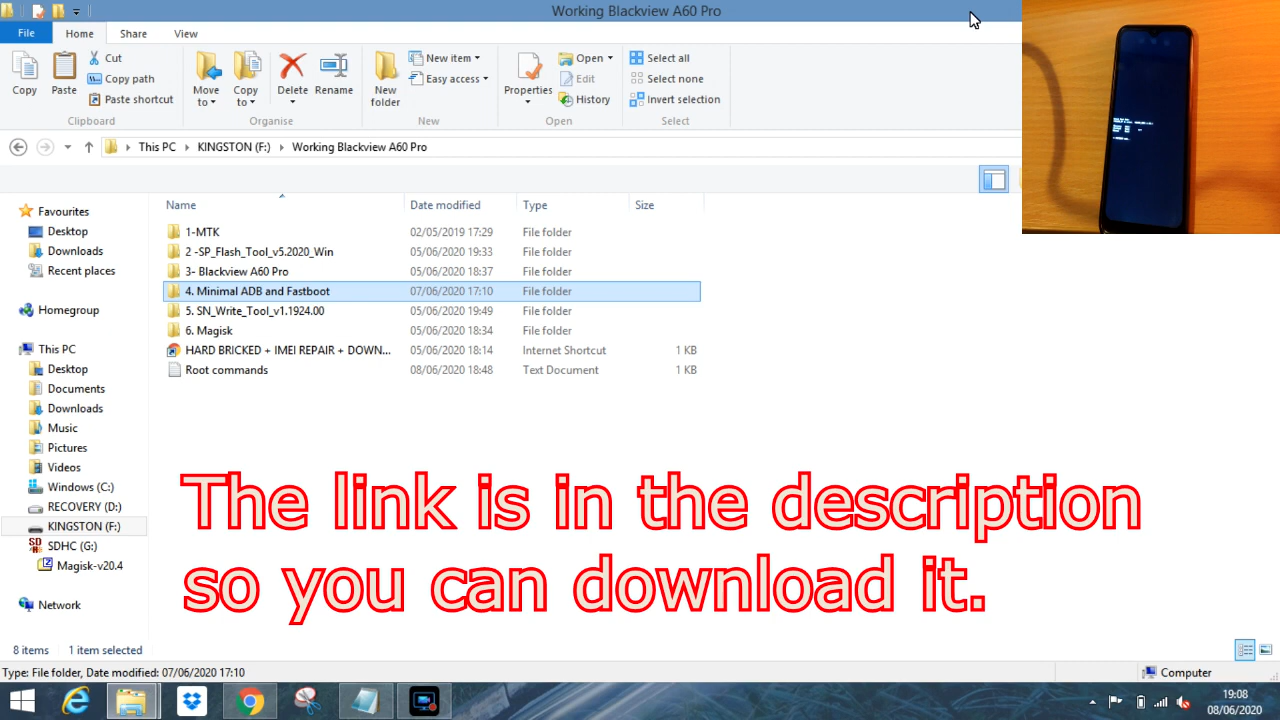 Working Blackview A60 Pro
File Home Share View
Copy
Paste
Cut
Copy path
Paste shortcut
Clipboard
Move to
Copy to
Delete
Rename
Organise
New folder
New item
Easy access
New
Properties
Open
Edit
History
Open
Select all
Select none
Invert selection
Select
This PC KINGSTON (F:) Working Blackview A60 Pro
Name Date modified Type Size
1-MTK 02/05/2019 17:29 File folder
2 -SP_Flash_Tool_v5.2020_Win 05/06/2020 19:33 File folder
3- Blackview A60 Pro 05/06/2020 18:37 File folder
4. Minimal ADB and Fastboot 07/06/2020 17:10 File folder
5. SN_Write_Tool_v1.1924.00 05/06/2020 19:49 File folder
6. Magisk 05/06/2020 18:34 File folder
HARD BRICKED + IMEI REPAIR + DOWN... 05/06/2020 18:14 Internet Shortcut 1 KB
Root commands 08/06/2020 18:48 Text Document 1 KB
Favourites
Desktop
Downloads
Recent places
Homegroup
This PC
Desktop
Documents
Downloads
Music
Pictures
Videos
Windows (C:)
RECOVERY (D:)
KINGSTON (F:)
SDHC (G:)
Magisk-v20.4
Network
The link is in the description
so you can download it.
8 items 1 item selected
Type: File folder, Date modified: 07/06/2020 17:10
Computer
19:08
08/06/2020